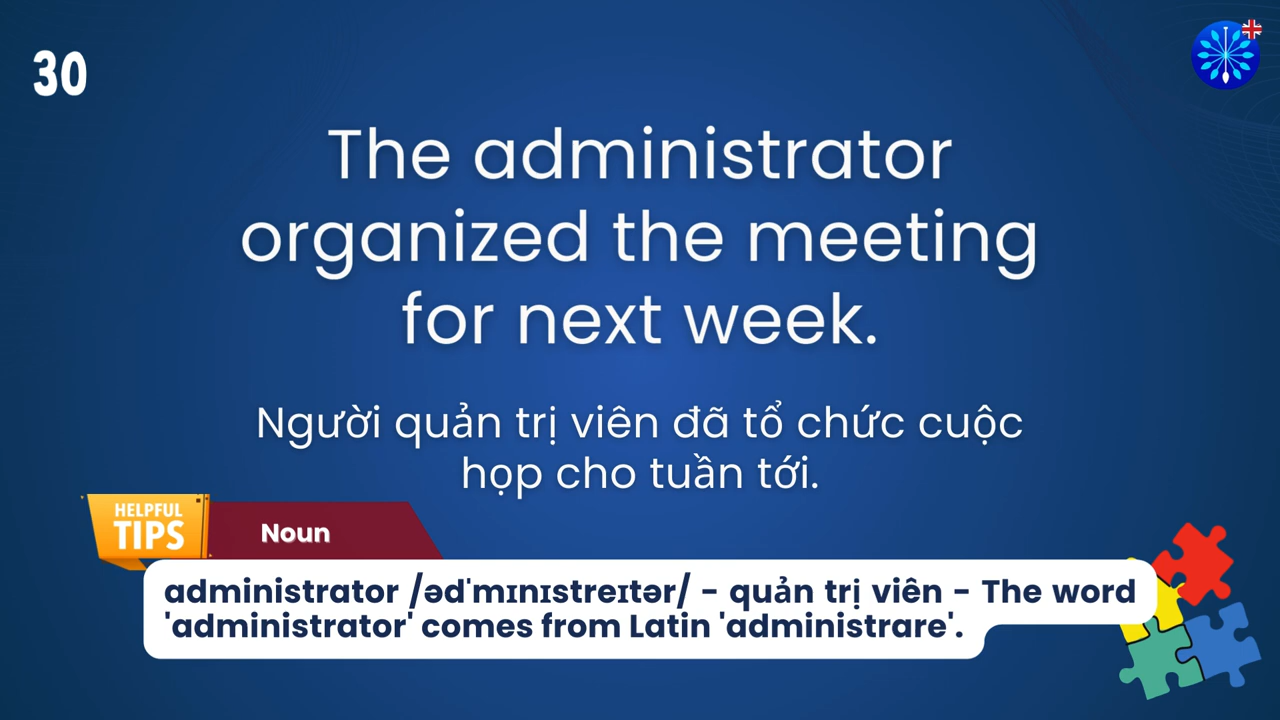 30
The administrator
organized the meeting
for next week.
Người quản trị viên đã tổ chức cuộc
họp cho tuần tới.
HELPFUL
TIPS
Noun
administrator /ədˈmɪnɪstreɪtər/ - quản trị viên - The word
'administrator' comes from Latin 'administrare'.